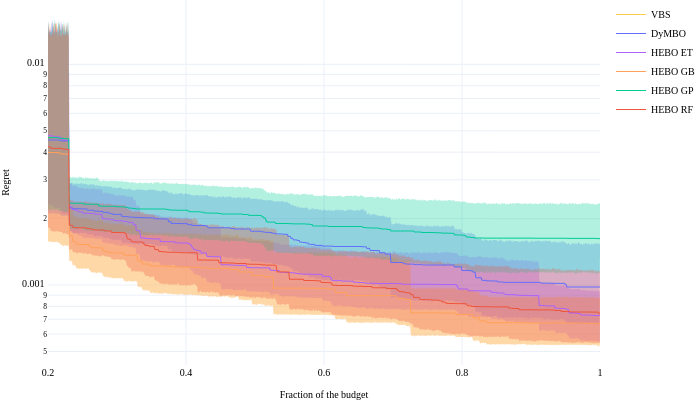 VBS
DyMBO
HEBO ET
HEBO GB
HEBO GP
HEBO RF
Regret
0.01
9
8
7
6
5
4
3
2
0.001
9
8
7
6
5
0.2
0.4
0.6
0.8
1
Fraction of the budget